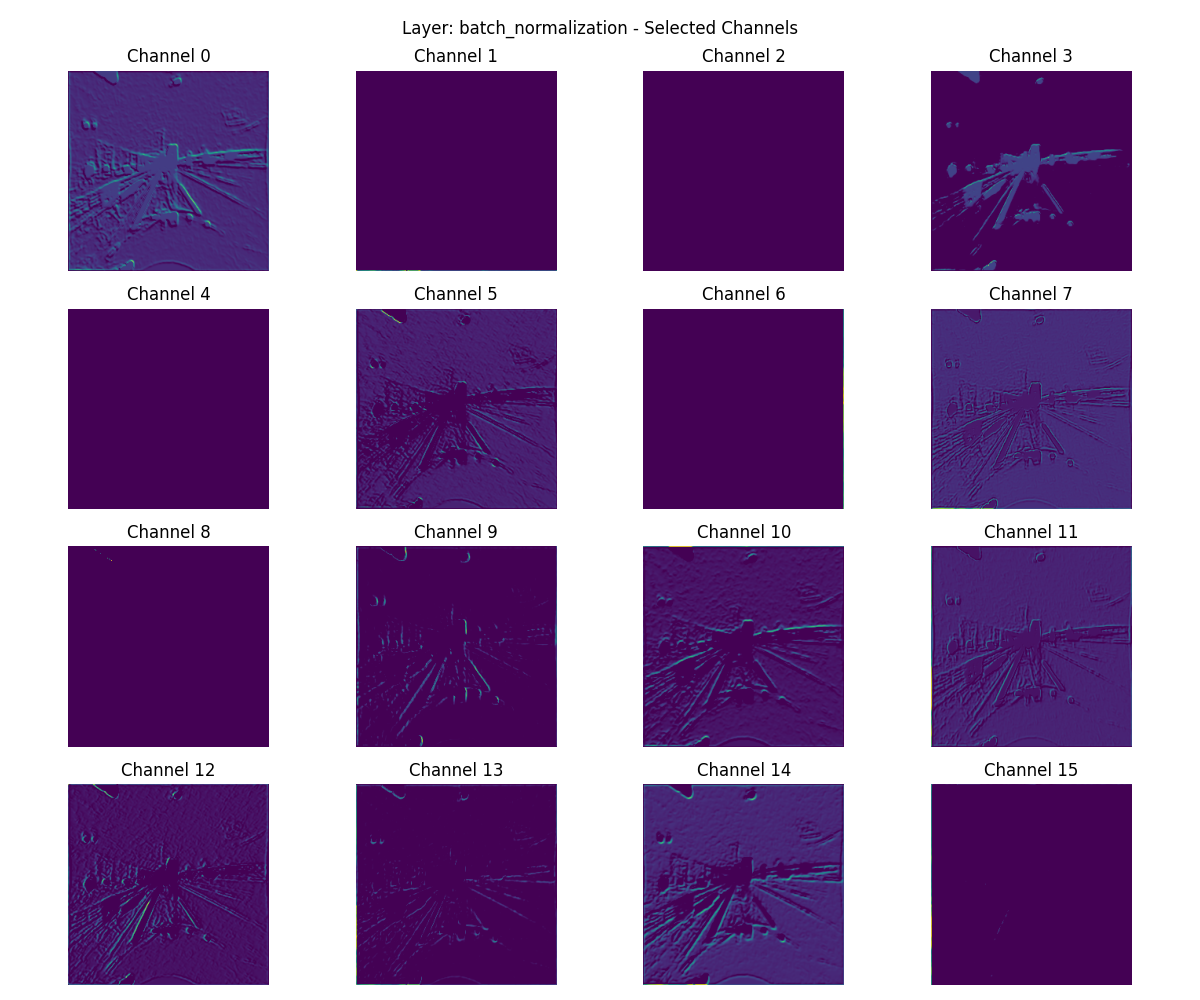 Layer: batch_normalization - Selected Channels
Channel 0
Channel 1
Channel 2
Channel 3
Channel 4
Channel 5
Channel 6
Channel 7
Channel 8
Channel 9
Channel 10
Channel 11
Channel 12
Channel 13
Channel 14
Channel 15